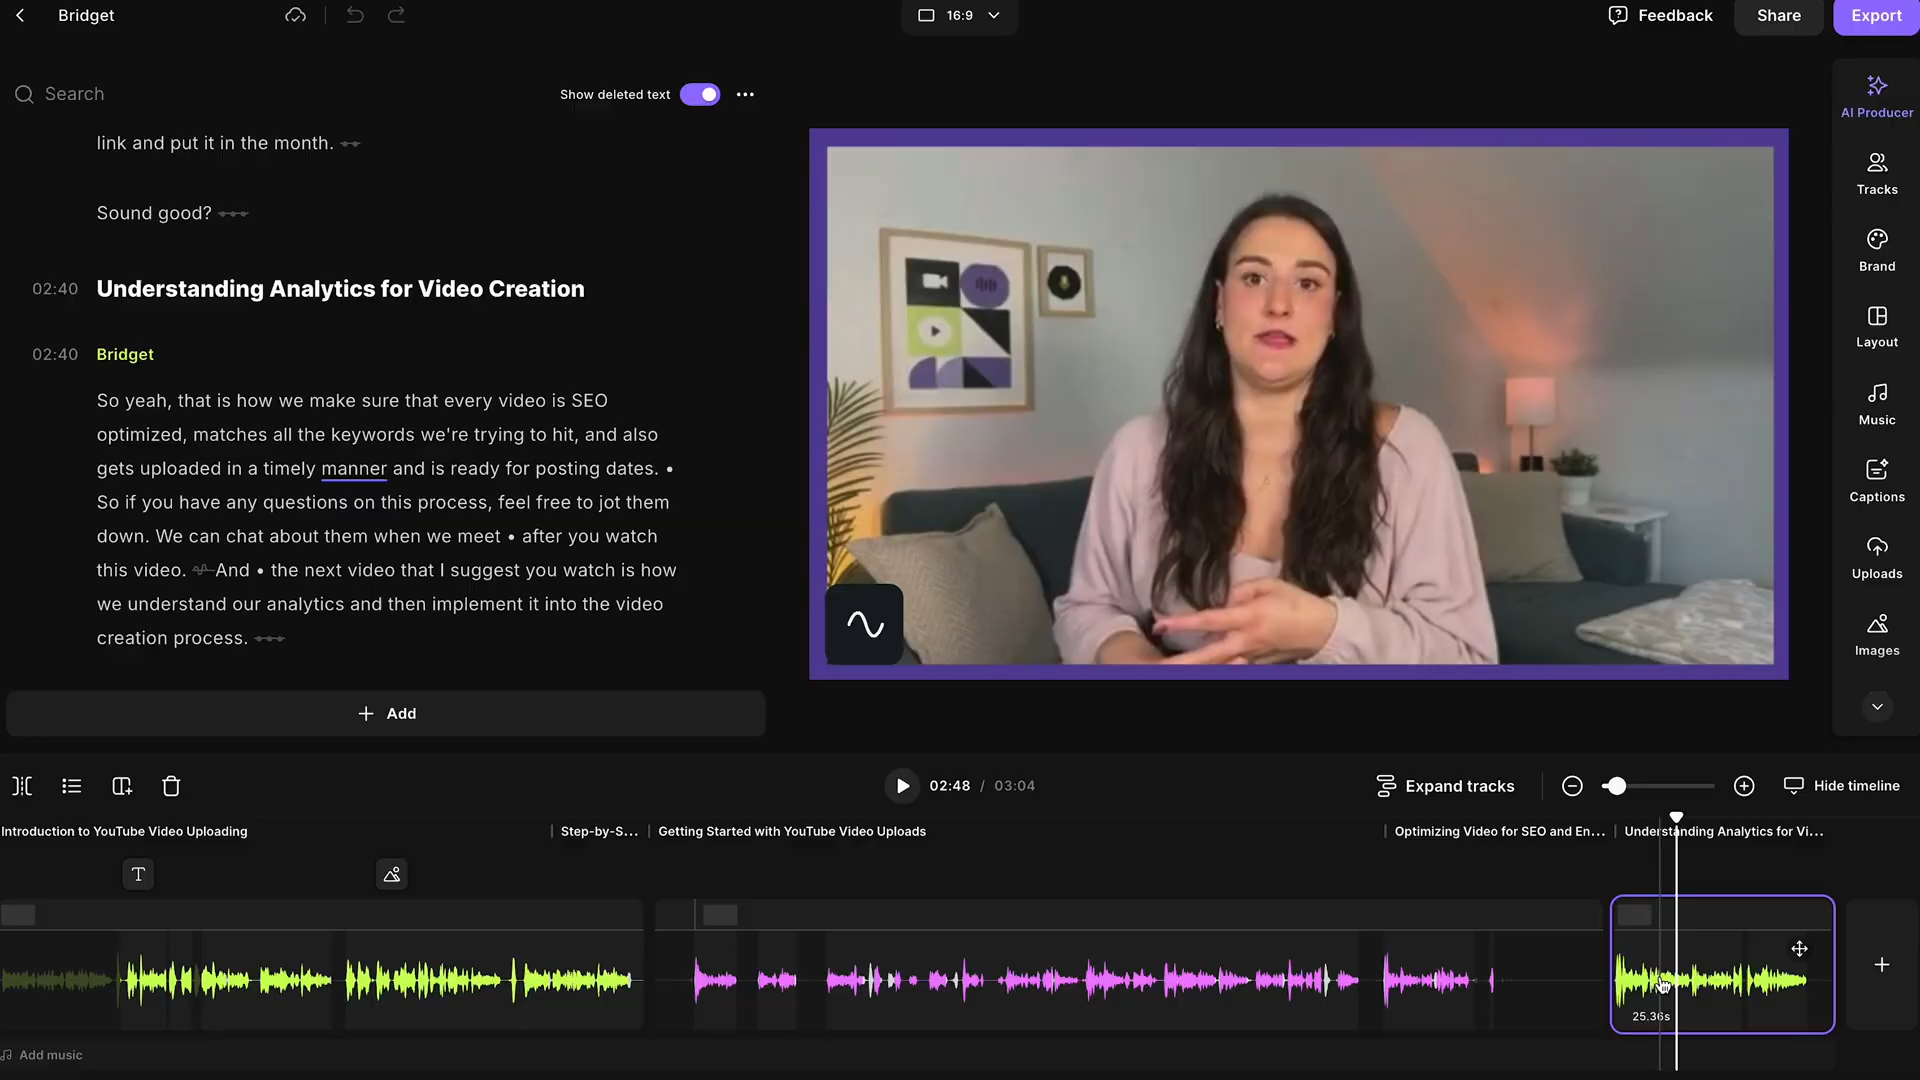 Bridget
16:9
Feedback
Share
Export
Search
Show deleted text
link and put it in the month.
Sound good?
02:40 Understanding Analytics for Video Creation
02:40 Bridget
So yeah, that is how we make sure that every video is SEO
optimized, matches all the keywords we're trying to hit, and also
gets uploaded in a timely manner and is ready for posting dates. •
So if you have any questions on this process, feel free to jot them
down. We can chat about them when we meet • after you watch
this video. And • the next video that I suggest you watch is how
we understand our analytics and then implement it into the video
creation process.
Add
AI Producer
Tracks
Brand
Layout
Music
Captions
Uploads
Images
02:48 / 03:04
Expand tracks
Hide timeline
Introduction to YouTube Video Uploading
Step-by-S...
Getting Started with YouTube Video Uploads
Optimizing Video for SEO and En...
Understanding Analytics for Vi...
T
25.36s
Add music